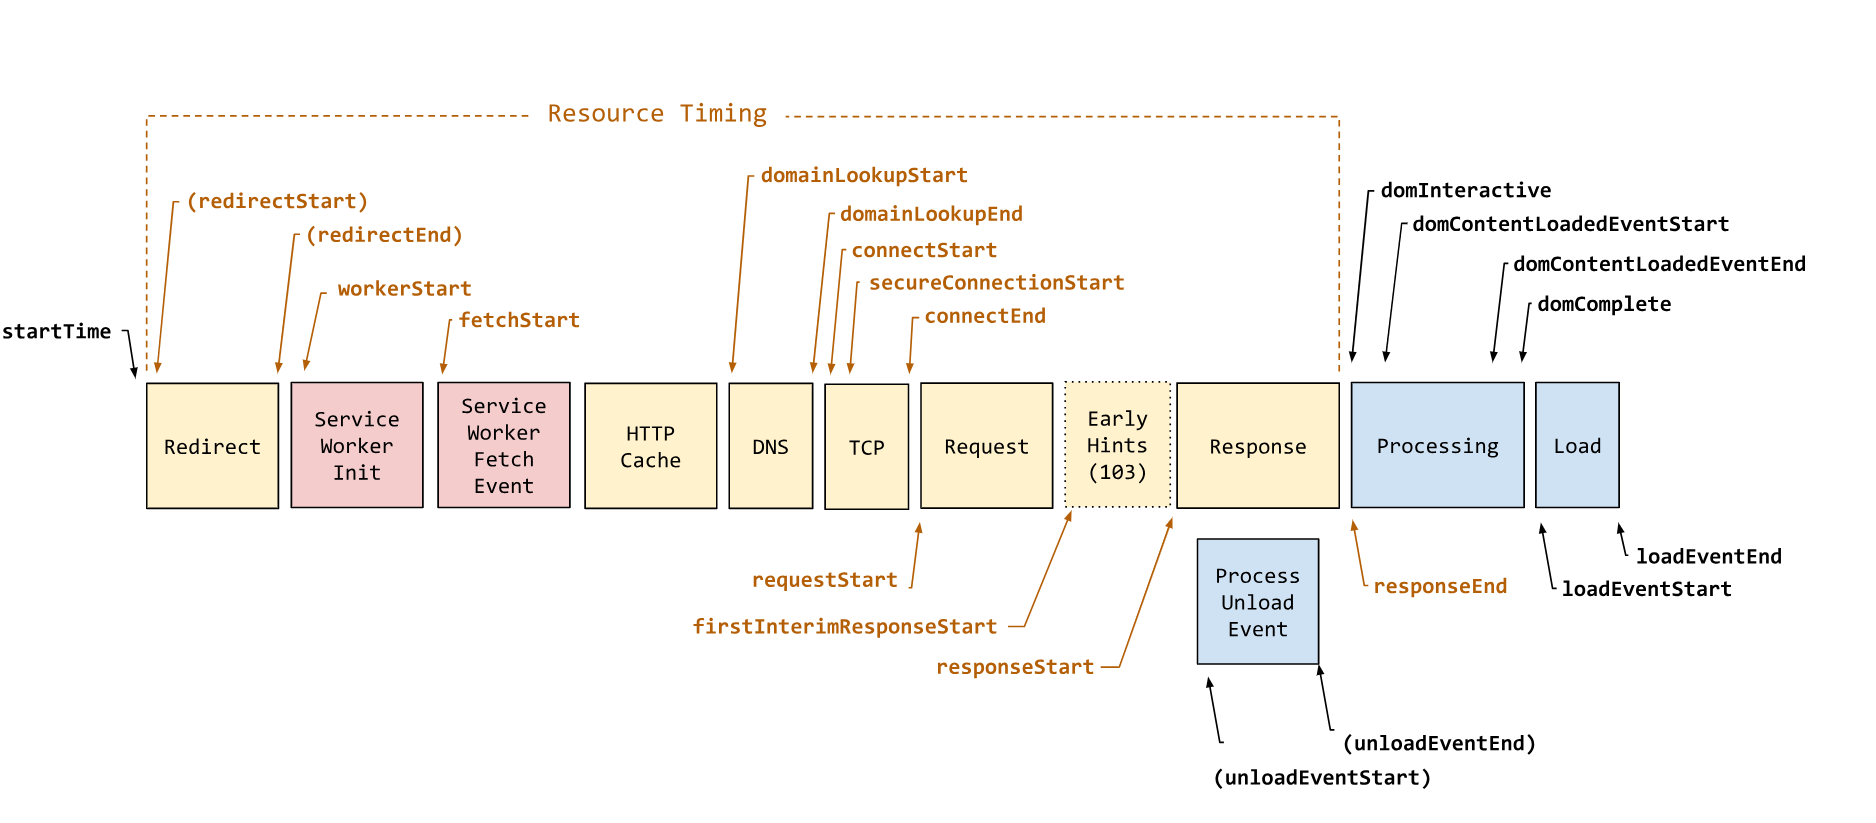 Resource Timing
domainLookupStart
domInteractive
(redirectStart)
domainLookupEnd
domContentLoadedEventStart
(redirectEnd)
connectStart
domContentLoadedEventEnd
workerStart
secureConnectionStart
domComplete
fetchStart
connectEnd
startTime
Redirect
Service
Worker
Init
Service
Worker
Fetch
Event
HTTP
Cache
DNS
TCP
Request
Early
Hints
(103)
Response
Processing
Load
loadEventEnd
requestStart
Process
Unload
Event
responseEnd
loadEventStart
firstInterimResponseStart
responseStart
(unloadEventEnd)
(unloadEventStart)